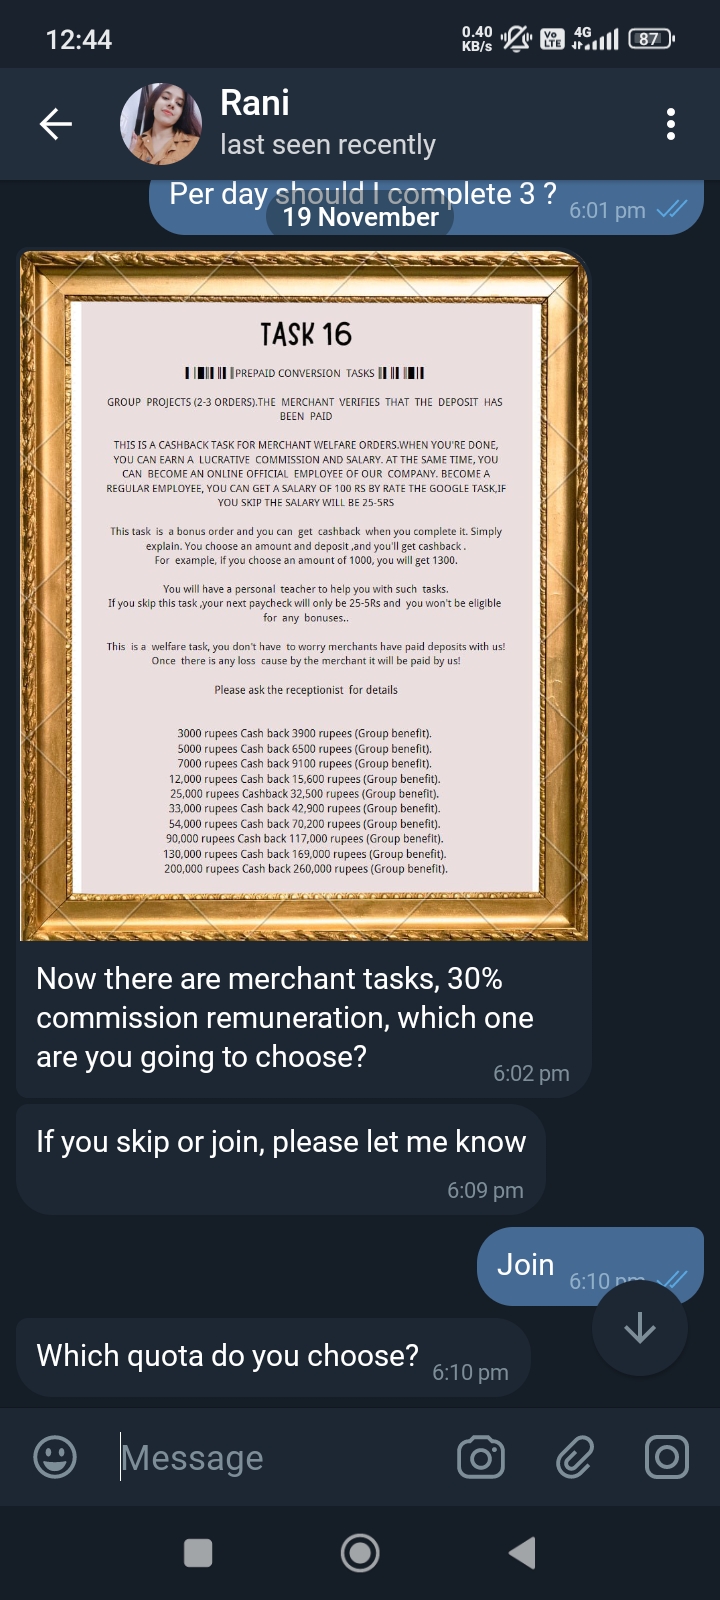 12:44
0.40
KB/s
Vo
LTE
4G
87
Rani
last seen recently
Per day should I complete 3 ?
6:01 pm
19 November
TASK 16
PREPAID CONVERSION TASKS
GROUP PROJECTS (2-3 ORDERS).THE MERCHANT VERIFIES THAT THE DEPOSIT HAS
BEEN PAID
THIS IS A CASHBACK TASK FOR MERCHANT WELFARE ORDERS.WHEN YOU'RE DONE,
YOU CAN EARN A LUCRATIVE COMMISSION AND SALARY. AT THE SAME TIME, YOU
CAN BECOME AN ONLINE OFFICIAL EMPLOYEE OF OUR COMPANY. BECOME A
REGULAR EMPLOYEE, YOU CAN GET A SALARY OF 100 RS BY RATE THE GOOGLE TASK,IF
YOU SKIP THE SALARY WILL BE 25-5RS
This task is a bonus order and you can get cashback when you complete it. Simply
explain. You choose an amount and deposit ,and you'll get cashback .
For example, if you choose an amount of 1000, you will get 1300.
You will have a personal teacher to help you with such tasks.
If you skip this task ,your next paycheck will only be 25-5Rs and you won't be eligible
for any bonuses..
This is a welfare task, you don't have to worry merchants have paid deposits with us!
Once there is any loss cause by the merchant it will be paid by us!
Please ask the receptionist for details
3000 rupees Cash back 3900 rupees (Group benefit).
5000 rupees Cash back 6500 rupees (Group benefit).
7000 rupees Cash back 9100 rupees (Group benefit).
12,000 rupees Cash back 15,600 rupees (Group benefit).
25,000 rupees Cashback 32,500 rupees (Group benefit).
33,000 rupees Cash back 42,900 rupees (Group benefit).
54,000 rupees Cash back 70,200 rupees (Group benefit).
90,000 rupees Cash back 117,000 rupees (Group benefit).
130,000 rupees Cash back 169,000 rupees (Group benefit).
200,000 rupees Cash back 260,000 rupees (Group benefit).
Now there are merchant tasks, 30%
commission remuneration, which one
are you going to choose?
6:02 pm
If you skip or join, please let me know
6:09 pm
Join
6:10 pm
Which quota do you choose?
6:10 pm
Message